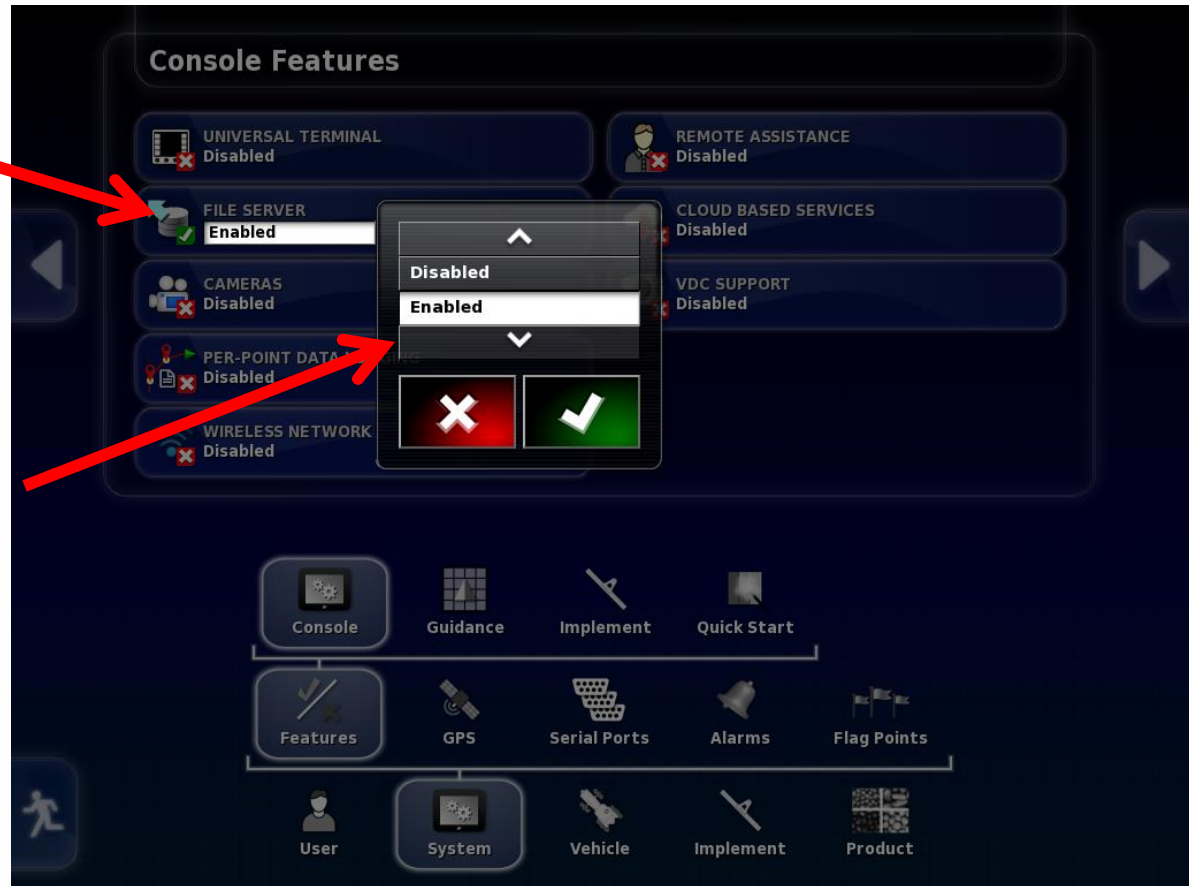 Console Features
UNIVERSAL TERMINAL
Disabled
REMOTE ASSISTANCE
Disabled
FILE SERVER
Enabled
CLOUD BASED SERVICES
Disabled
CAMERAS
Disabled
VDC SUPPORT
Disabled
PER-POINT DATA
Disabled
WIRELESS NETWORK
Disabled
Disabled
Enabled
Console
Guidance
Implement
Quick Start
Features
GPS
Serial Ports
Alarms
Flag Points
User
System
Vehicle
Implement
Product